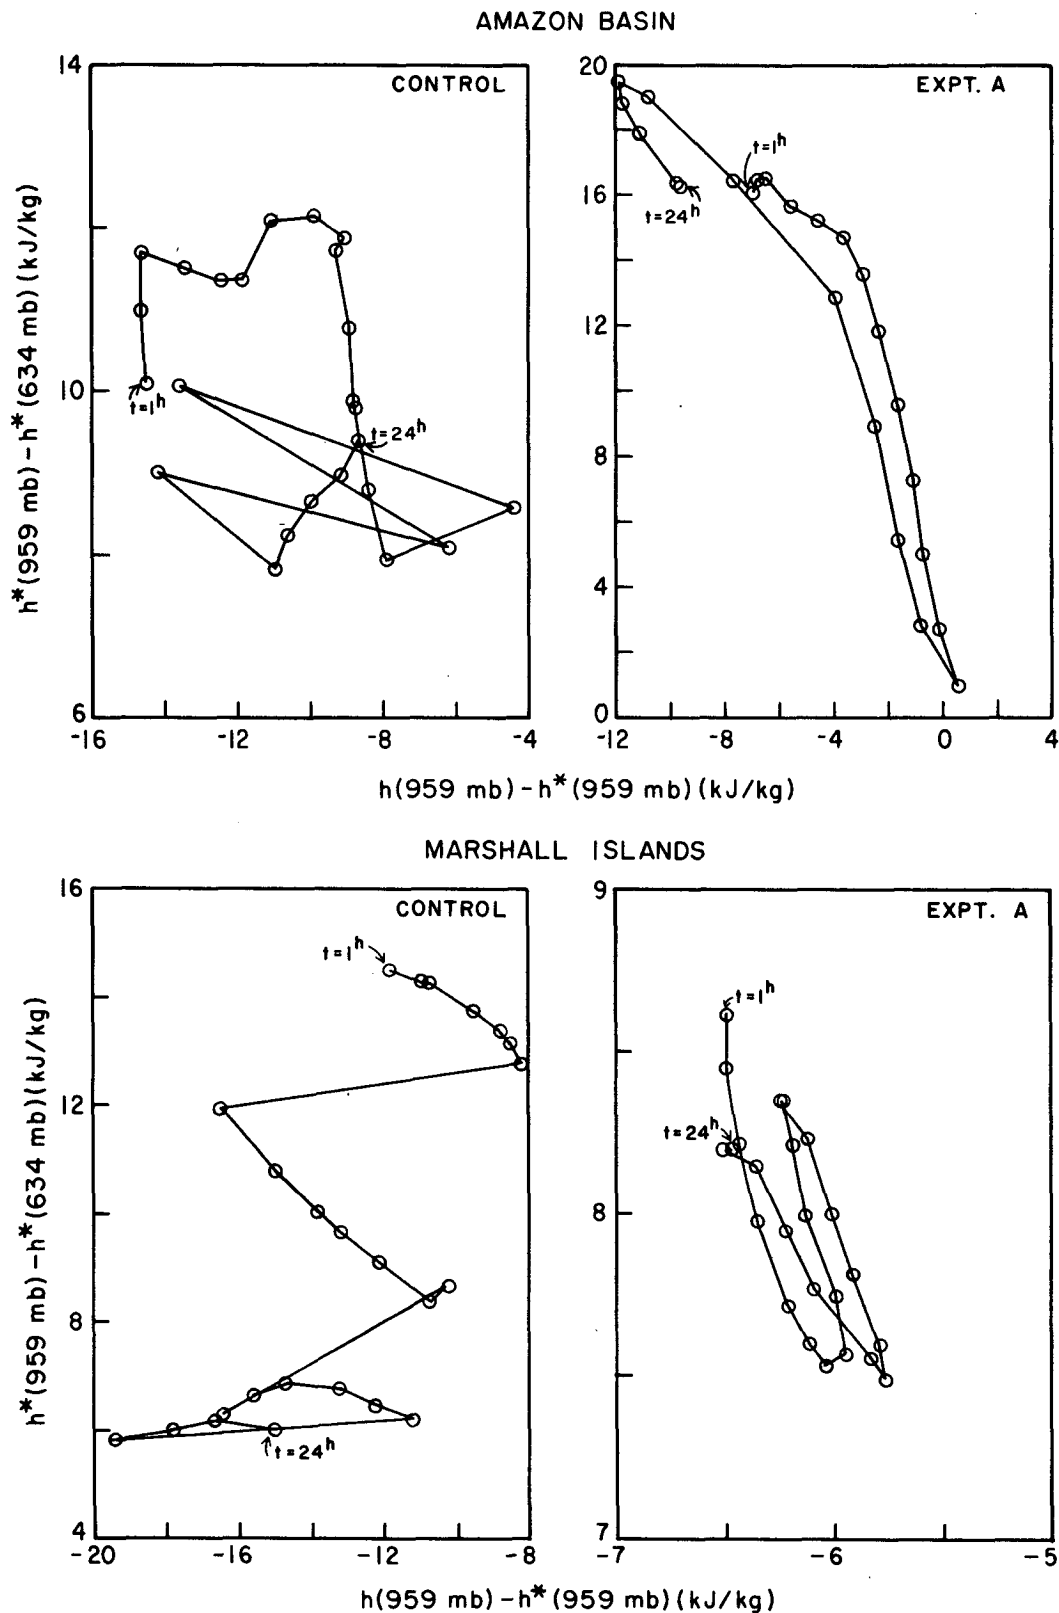 AMAZON BASIN
CONTROL
EXPT. A
14
10
6
-16 -12 -8 -4
t=1h
t=24h
h*(959 mb)-h*(634 mb)(kJ/kg)
20
16
12
8
4
0
-12 -8 -4 0 4
t=1h
t=24h
h(959 mb)-h*(959 mb)(kJ/kg)
MARSHALL ISLANDS
CONTROL
EXPT. A
16
12
8
4
-20 -16 -12 -8
t=1h
t=24h
h*(959 mb)-h*(634 mb)(kJ/kg)
9
8
7
-7 -6 -5
t=1h
t=24h
h(959 mb)-h*(959 mb)(kJ/kg)